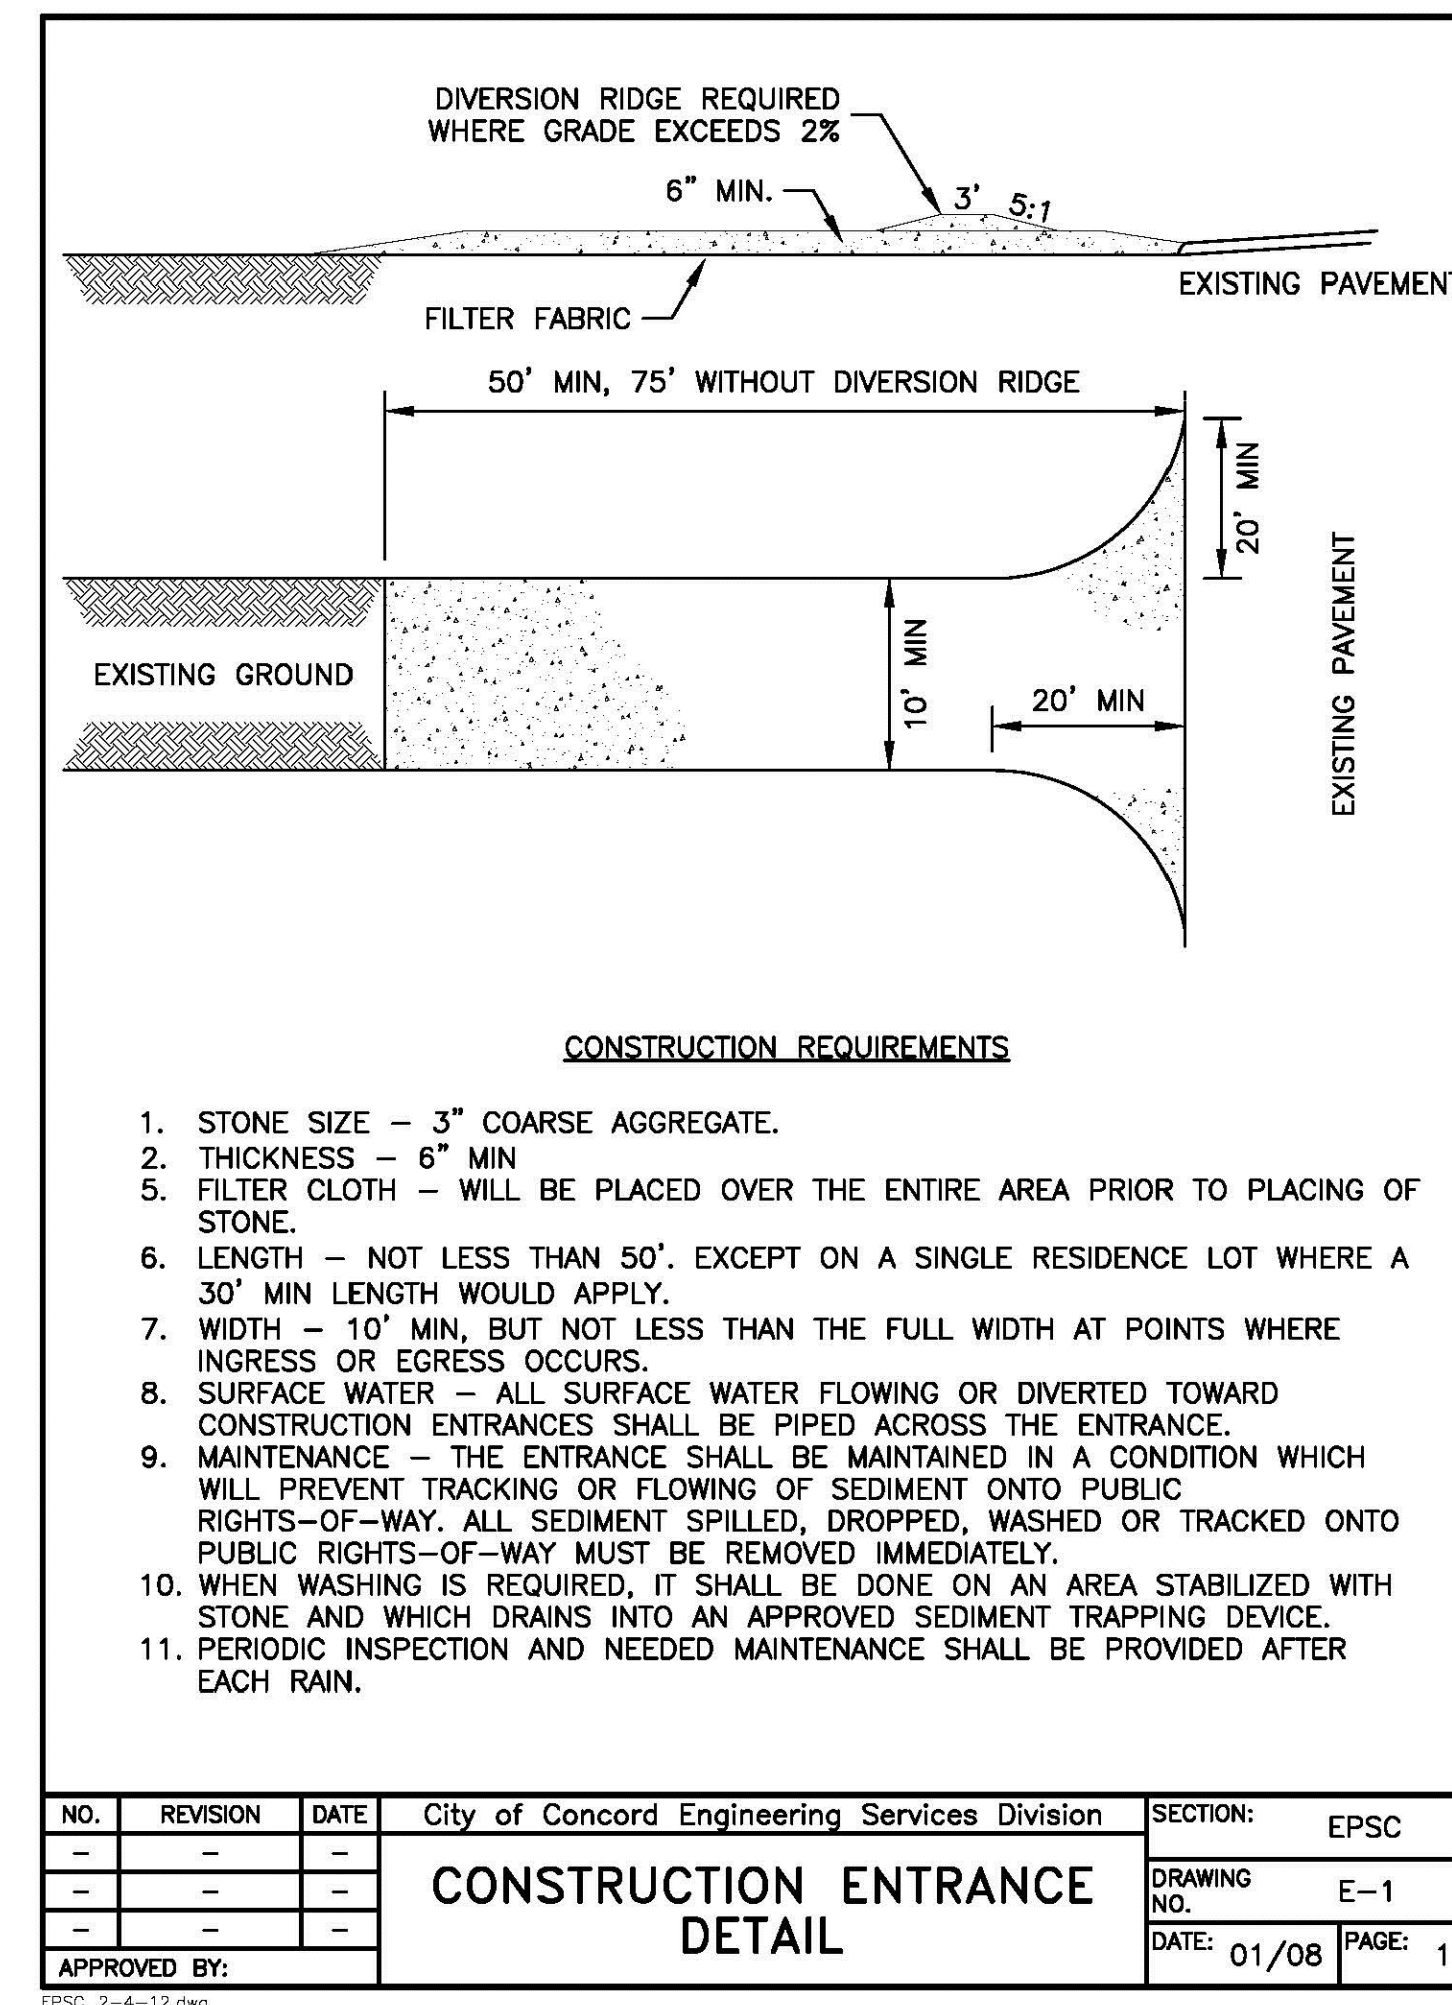 DIVERSION RIDGE REQUIRED
WHERE GRADE EXCEEDS 2%
6" MIN.
3'
5:1
EXISTING PAVEMENT
FILTER FABRIC
50' MIN, 75' WITHOUT DIVERSION RIDGE
20' MIN
EXISTING PAVEMENT
EXISTING GROUND
10' MIN
20' MIN
CONSTRUCTION REQUIREMENTS
1. STONE SIZE – 3" COARSE AGGREGATE.
2. THICKNESS – 6" MIN
5. FILTER CLOTH – WILL BE PLACED OVER THE ENTIRE AREA PRIOR TO PLACING OF
STONE.
6. LENGTH – NOT LESS THAN 50'. EXCEPT ON A SINGLE RESIDENCE LOT WHERE A
30' MIN LENGTH WOULD APPLY.
7. WIDTH – 10' MIN, BUT NOT LESS THAN THE FULL WIDTH AT POINTS WHERE
INGRESS OR EGRESS OCCURS.
8. SURFACE WATER – ALL SURFACE WATER FLOWING OR DIVERTED TOWARD
CONSTRUCTION ENTRANCES SHALL BE PIPED ACROSS THE ENTRANCE.
9. MAINTENANCE – THE ENTRANCE SHALL BE MAINTAINED IN A CONDITION WHICH
WILL PREVENT TRACKING OR FLOWING OF SEDIMENT ONTO PUBLIC
RIGHTS–OF–WAY. ALL SEDIMENT SPILLED, DROPPED, WASHED OR TRACKED ONTO
PUBLIC RIGHTS–OF–WAY MUST BE REMOVED IMMEDIATELY.
10. WHEN WASHING IS REQUIRED, IT SHALL BE DONE ON AN AREA STABILIZED WITH
STONE AND WHICH DRAINS INTO AN APPROVED SEDIMENT TRAPPING DEVICE.
11. PERIODIC INSPECTION AND NEEDED MAINTENANCE SHALL BE PROVIDED AFTER
EACH RAIN.
NO. REVISION DATE
– – –
– – –
– – –
APPROVED BY:
City of Concord Engineering Services Division
CONSTRUCTION ENTRANCE
DETAIL
SECTION: EPSC
DRAWING
NO. E–1
DATE: 01/08 PAGE: 1
EPSC 2–4–12.dwg